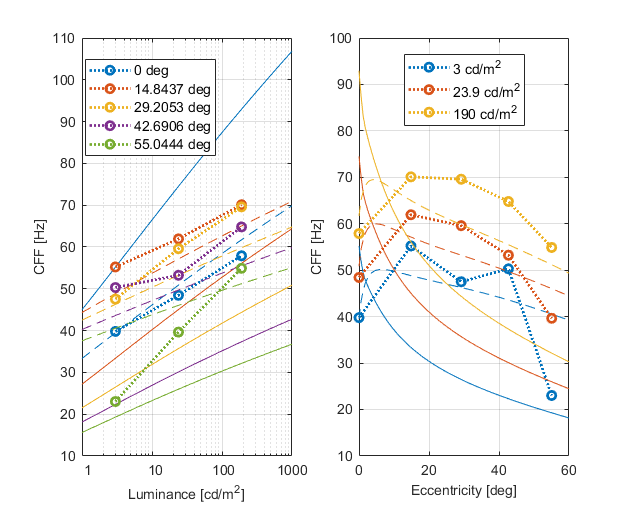 110
100
90
80
70
60
50
40
30
20
10
CFF [Hz]
1
10
100
1000
Luminance [cd/m²]
0 deg
14.8437 deg
29.2053 deg
42.6906 deg
55.0444 deg
100
90
80
70
60
50
40
30
20
10
CFF [Hz]
0
20
40
60
Eccentricity [deg]
3 cd/m²
23.9 cd/m²
190 cd/m²